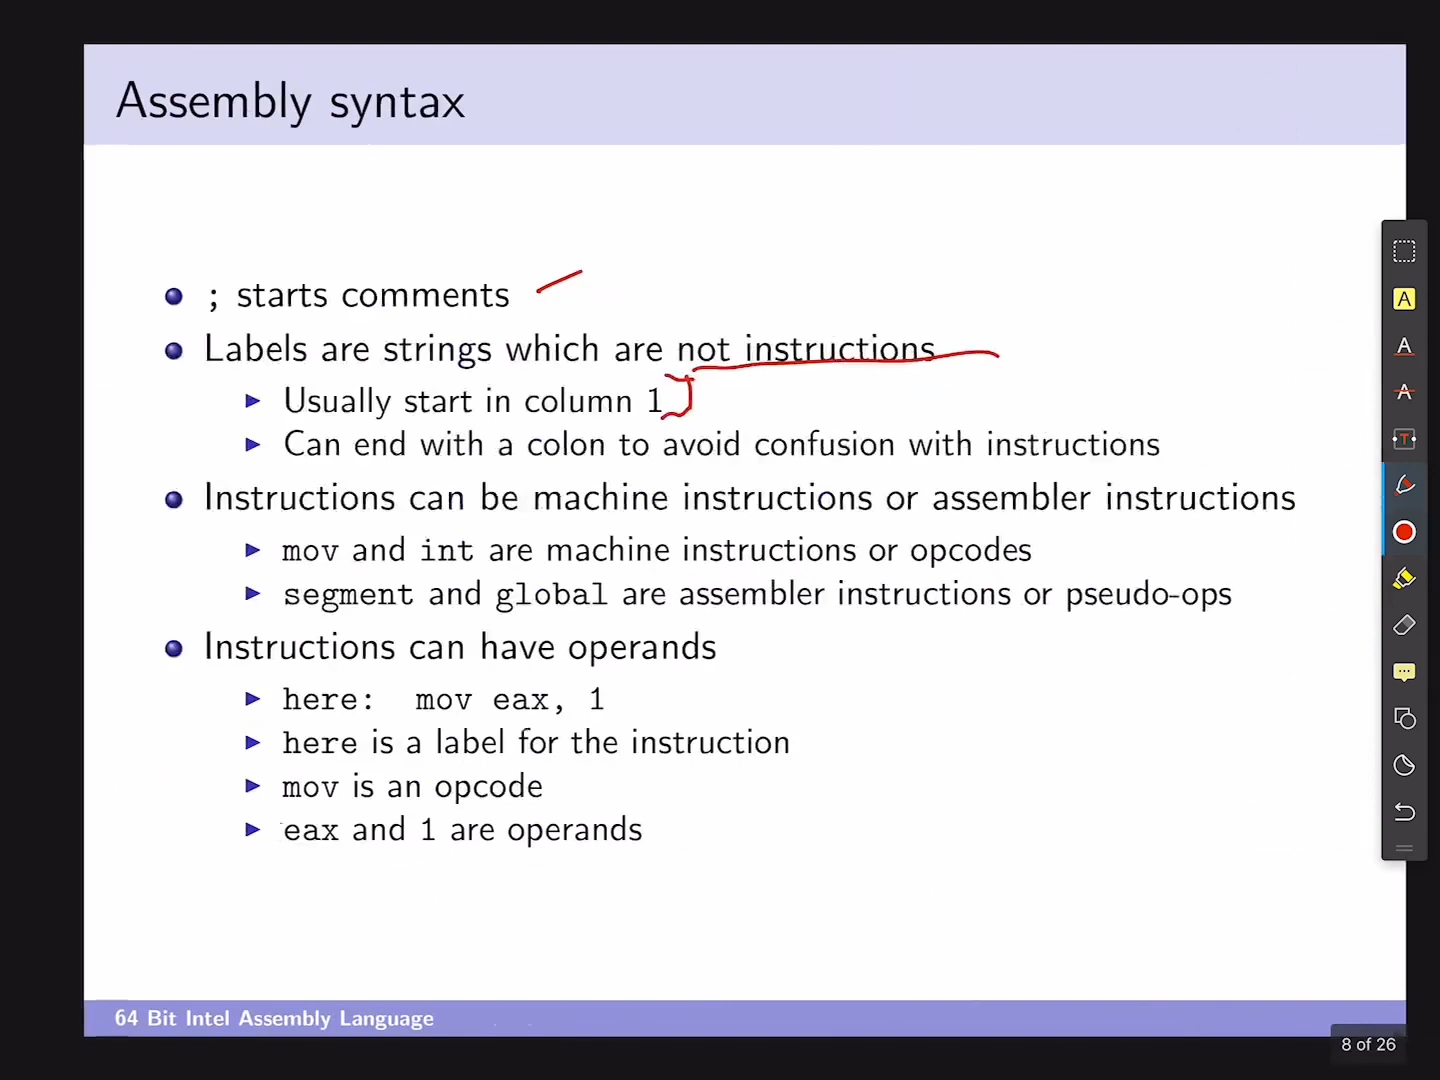 Assembly syntax
; starts comments
Labels are strings which are not instructions
Usually start in column 1
Can end with a colon to avoid confusion with instructions
Instructions can be machine instructions or assembler instructions
mov and int are machine instructions or opcodes
segment and global are assembler instructions or pseudo-ops
Instructions can have operands
here: mov eax, 1
here is a label for the instruction
mov is an opcode
eax and 1 are operands
64 Bit Intel Assembly Language
8 of 26
A
A
A
T